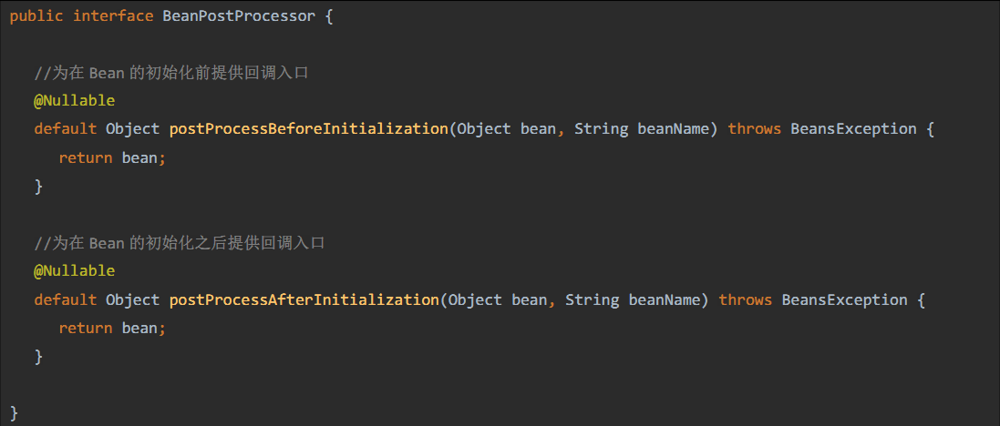 public interface BeanPostProcessor {
//为在 Bean 的初始化前提供回调入口
@Nullable
default Object postProcessBeforeInitialization(Object bean, String beanName) throws BeansException {
return bean;
}
//为在 Bean 的初始化之后提供回调入口
@Nullable
default Object postProcessAfterInitialization(Object bean, String beanName) throws BeansException {
return bean;
}
}